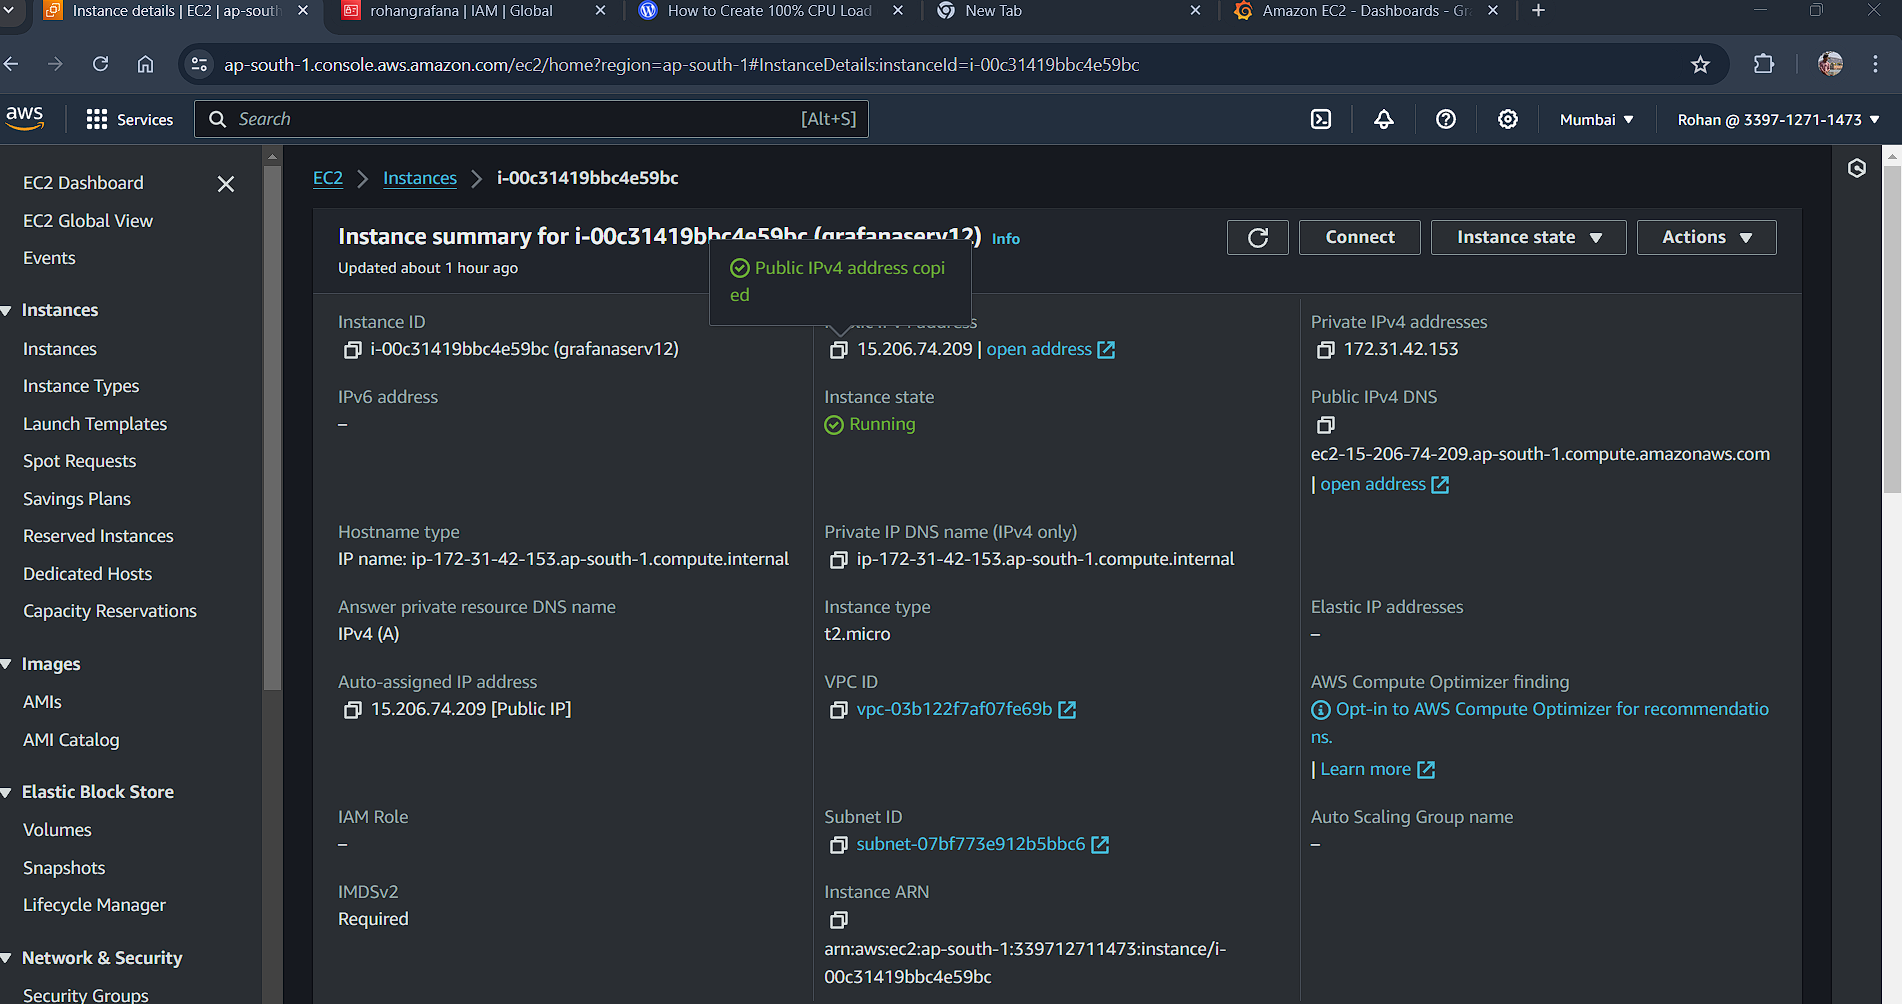 Instance details | EC2 | ap-south
rohangrafana | IAM | Global
How to Create 100% CPU Load
New Tab
Amazon EC2 - Dashboards - Gr
ap-south-1.console.aws.amazon.com/ec2/home?region=ap-south-1#InstanceDetails:instanceId=i-00c31419bbc4e59bc
aws
Services
Search
[Alt+S]
Mumbai
Rohan @ 3397-1271-1473
EC2 Dashboard
EC2 Global View
Events
Instances
Instances
Instance Types
Launch Templates
Spot Requests
Savings Plans
Reserved Instances
Dedicated Hosts
Capacity Reservations
Images
AMIs
AMI Catalog
Elastic Block Store
Volumes
Snapshots
Lifecycle Manager
Network & Security
Security Groups
EC2
Instances
i-00c31419bbc4e59bc
Instance summary for i-00c31419bbc4e59bc (grafanaserv12) Info
Updated about 1 hour ago
Connect
Instance state
Actions
Public IPv4 address copi
ed
Instance ID
i-00c31419bbc4e59bc (grafanaserv12)
15.206.74.209 | open address
Private IPv4 addresses
172.31.42.153
IPv6 address
–
Instance state
Running
Public IPv4 DNS
ec2-15-206-74-209.ap-south-1.compute.amazonaws.com
| open address
Hostname type
IP name: ip-172-31-42-153.ap-south-1.compute.internal
Private IP DNS name (IPv4 only)
ip-172-31-42-153.ap-south-1.compute.internal
Answer private resource DNS name
IPv4 (A)
Instance type
t2.micro
Elastic IP addresses
–
Auto-assigned IP address
15.206.74.209 [Public IP]
VPC ID
vpc-03b122f7af07fe69b
AWS Compute Optimizer finding
Opt-in to AWS Compute Optimizer for recommendatio
ns.
| Learn more
IAM Role
–
Subnet ID
subnet-07bf773e912b5bbc6
Auto Scaling Group name
–
IMDSv2
Required
Instance ARN
arn:aws:ec2:ap-south-1:339712711473:instance/i-
00c31419bbc4e59bc